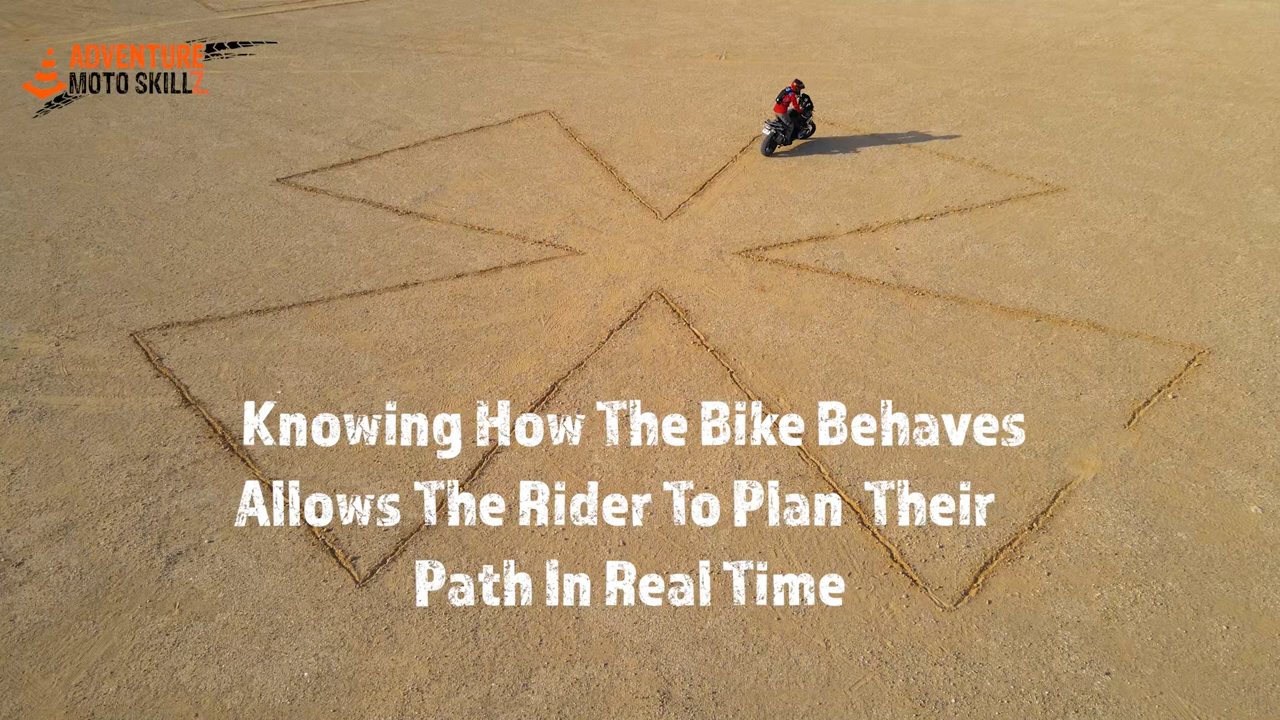 ADVENTURE
MOTO SKILLZ
Knowing How The Bike Behaves
Allows The Rider To Plan Their
Path In Real Time